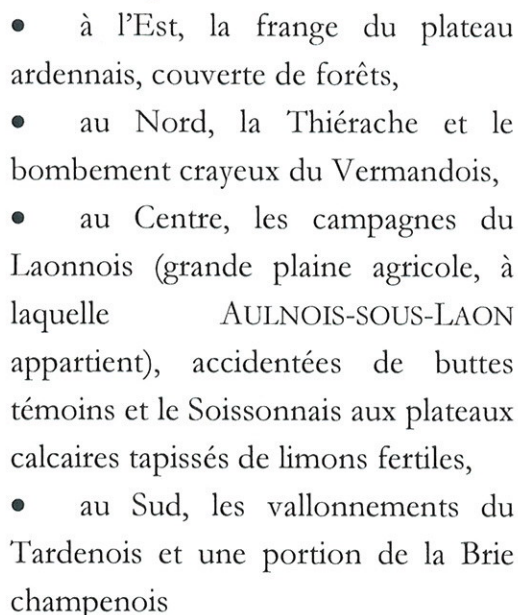 • à l’Est, la frange du plateau
ardennais, couverte de forêts,
• au Nord, la Thiérache et le
bombement crayeux du Vermandois,
• au Centre, les campagnes du
Laonnois (grande plaine agricole, à
laquelle AULNOIS-SOUS-LAON
appartient), accidentées de buttes
témoins et le Soissonnais aux plateaux
calcaires tapissés de limons fertiles,
• au Sud, les vallonnements du
Tardenois et une portion de la Brie
champenois